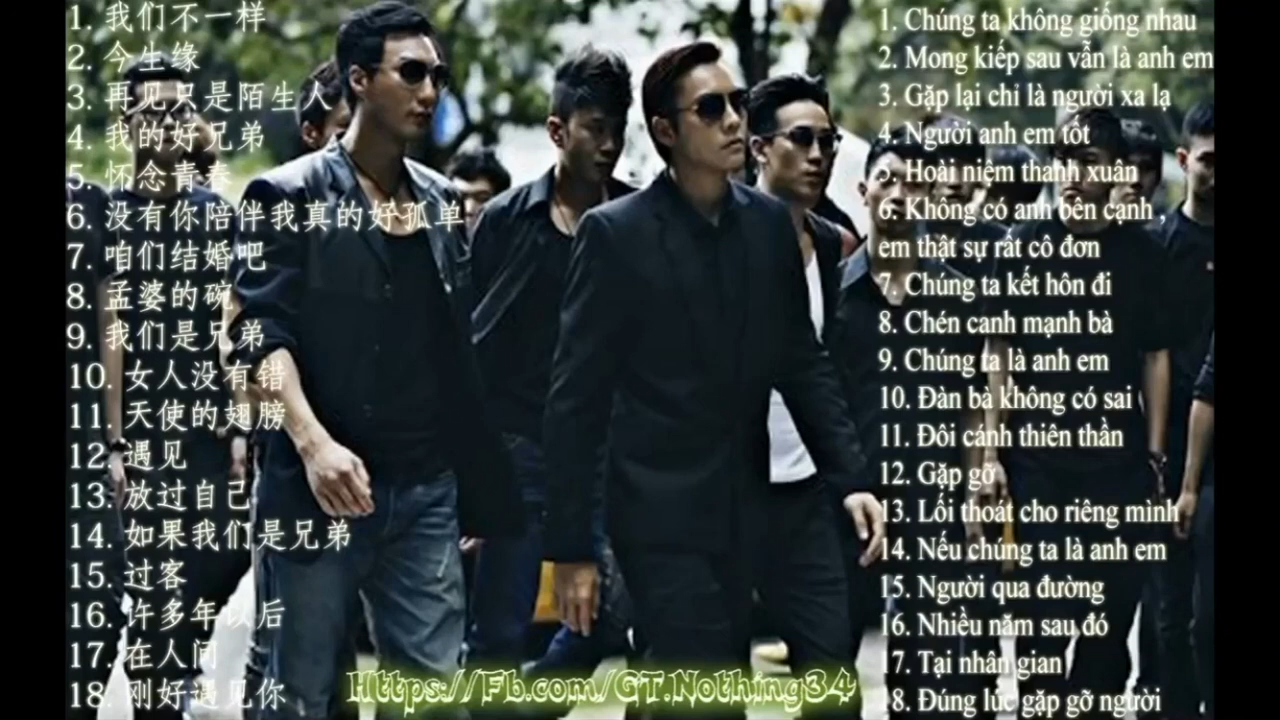 1. 我们不一样
2. 今生缘
3. 再见只是陌生人
4. 我的好兄弟
5. 怀念青春
6. 没有你陪伴我真的好孤单
7. 咱们结婚吧
8. 孟婆的碗
9. 我们是兄弟
10. 女人没有错
11. 天使的翅膀
12. 遇见
13. 放过自己
14. 如果我们是兄弟
15. 过客
16. 许多年以后
17. 在人间
18. 刚好遇见你
1. Chúng ta không giống nhau
2. Mong kiếp sau vẫn là anh em
3. Gặp lại chỉ là người xa lạ
4. Người anh em tốt
5. Hoài niệm thanh xuân
6. Không có anh bên cạnh ,
em thật sự rất cô đơn
7. Chúng ta kết hôn đi
8. Chén canh mạnh bà
9. Chúng ta là anh em
10. Đàn bà không có sai
11. Đôi cánh thiên thần
12. Gặp gỡ
13. Lối thoát cho riêng mình
14. Nếu chúng ta là anh em
15. Người qua đường
16. Nhiều năm sau đó
17. Tại nhân gian
18. Đúng lúc gặp gỡ người
Https://Fb.com/GT.Nothing34